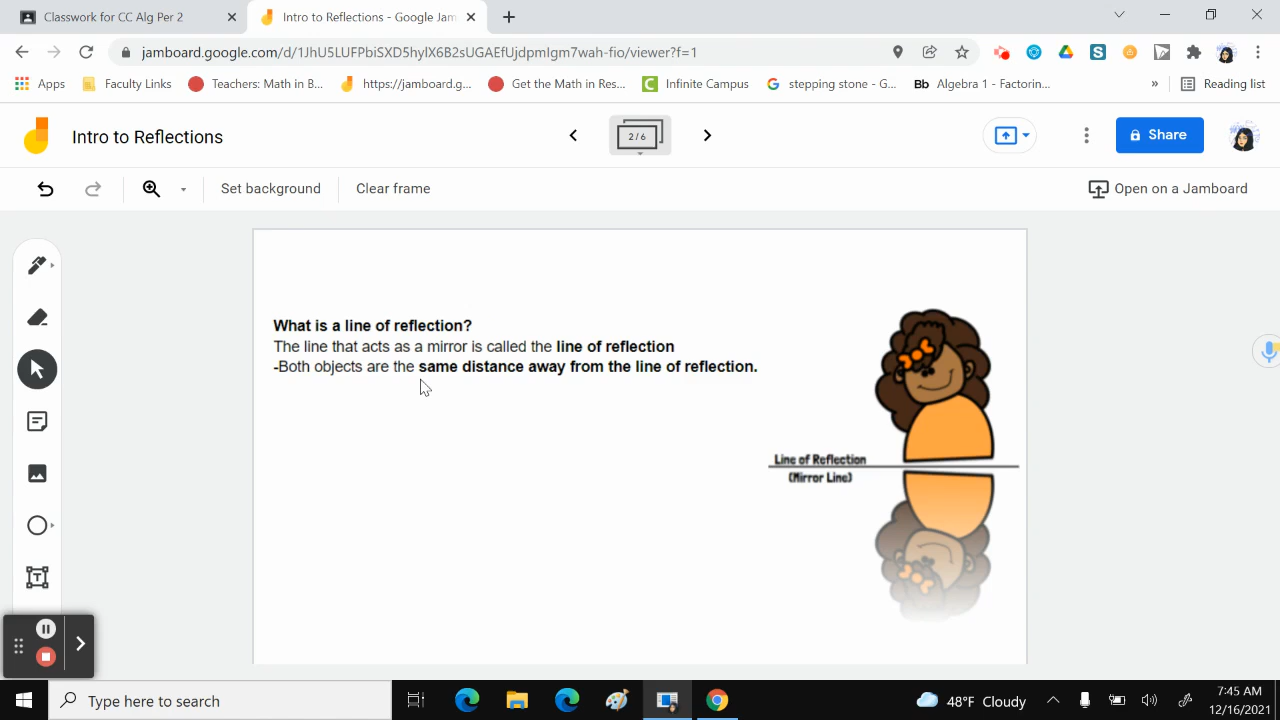 Classwork for CC Alg Per 2
Intro to Reflections - Google Jam
jamboard.google.com/d/1JhU5LUFPbiSXD5hylX6B2sUGAEfUjdpmIgm7wah-fio/viewer?f=1
Apps
Faculty Links
Teachers: Math in B...
https://jamboard.g...
Get the Math in Res...
Infinite Campus
stepping stone - G...
Bb Algebra 1 - Factorin...
»
Reading list
Intro to Reflections
2 / 6
Share
Set background
Clear frame
Open on a Jamboard
What is a line of reflection?
The line that acts as a mirror is called the line of reflection
-Both objects are the same distance away from the line of reflection.
Line of Reflection
(Mirror Line)
Type here to search
48°F Cloudy
7:45 AM
12/16/2021